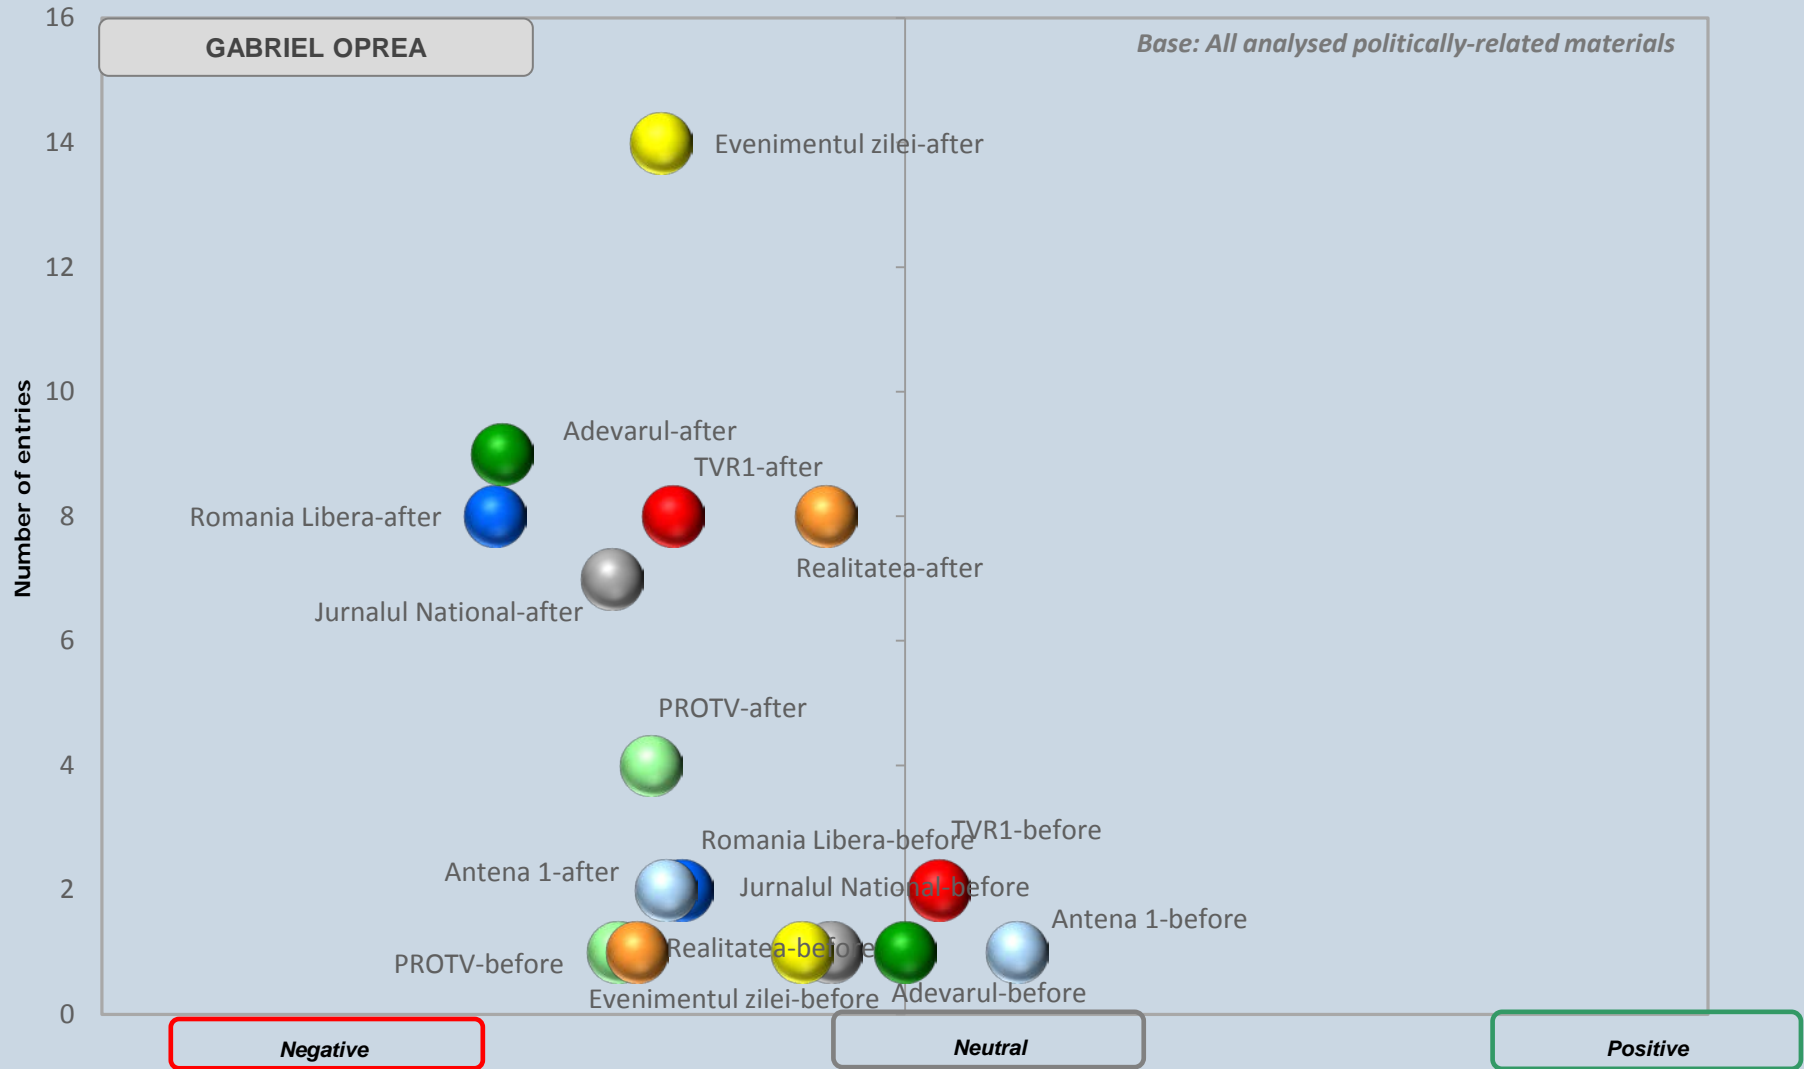 16
GABRIEL OPREA
Base: All analysed politically-related materials
14
Evenimentul zilei-after
12
10
Number of entries
Adevarul-after
TVR1-after
8
Romania Libera-after
Realitatea-after
Jurnalul National-after
6
PROTV-after
4
TVR1-before
Romania Libera-before
Antena 1-after
2
Jurnalul National-before
Antena 1-before
Realitatea-before
PROTV-before
Evenimentul zilei-before
Adevarul-before
0
Negative
Neutral
Positive